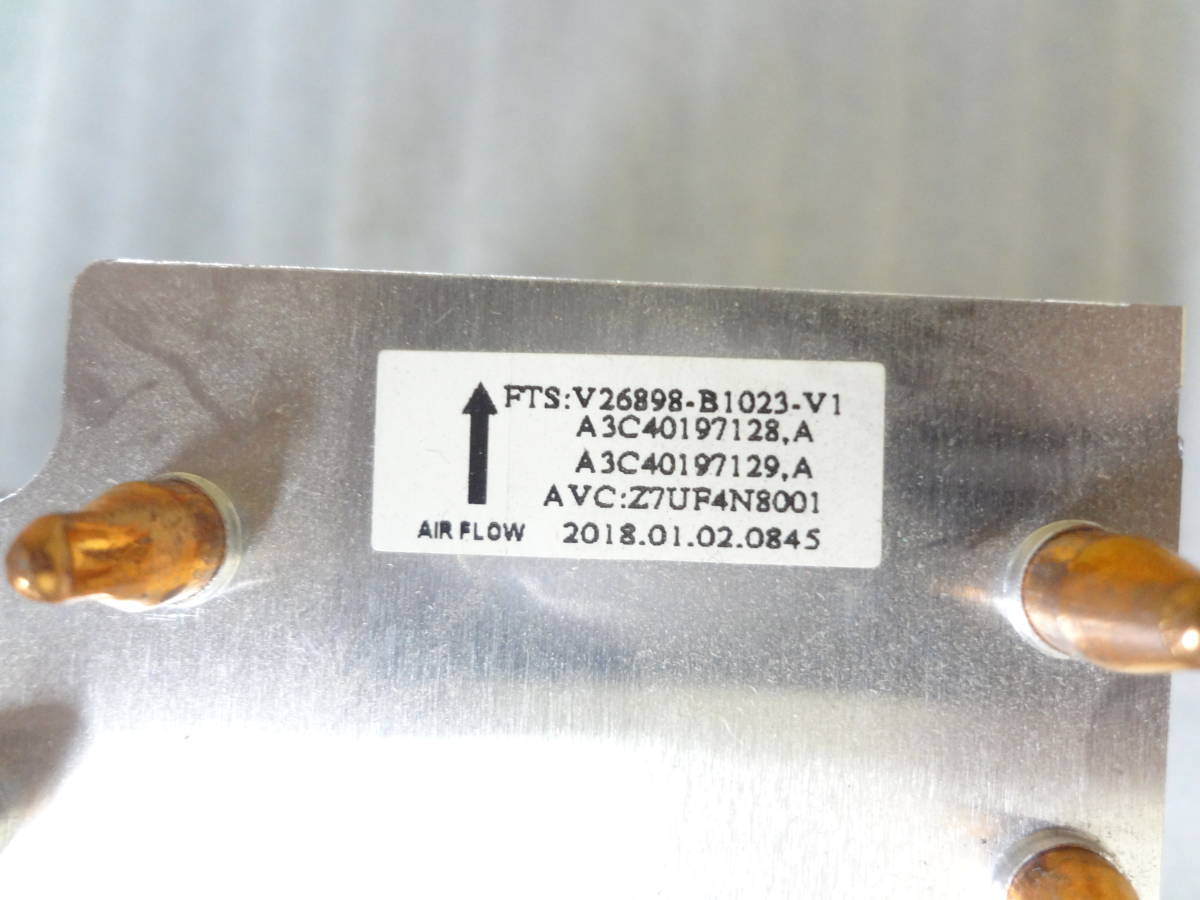 FTS:V26898-B1023-V1
A3C40197128,A
A3C40197129,A
AVC:Z7UF4N8001
AIR FLOW 2018.01.02.0845